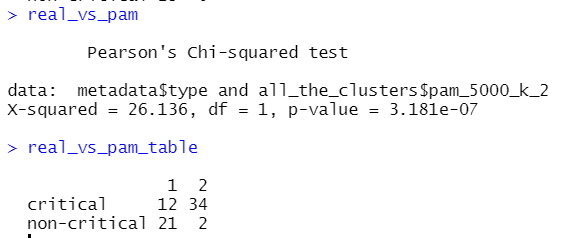 > real_vs_pam
Pearson's Chi-squared test
data: metadata$type and all_the_clusters$pam_5000_k_2
X-squared = 26.136, df = 1, p-value = 3.181e-07
> real_vs_pam_table
1 2
critical 12 34
non-critical 21 2